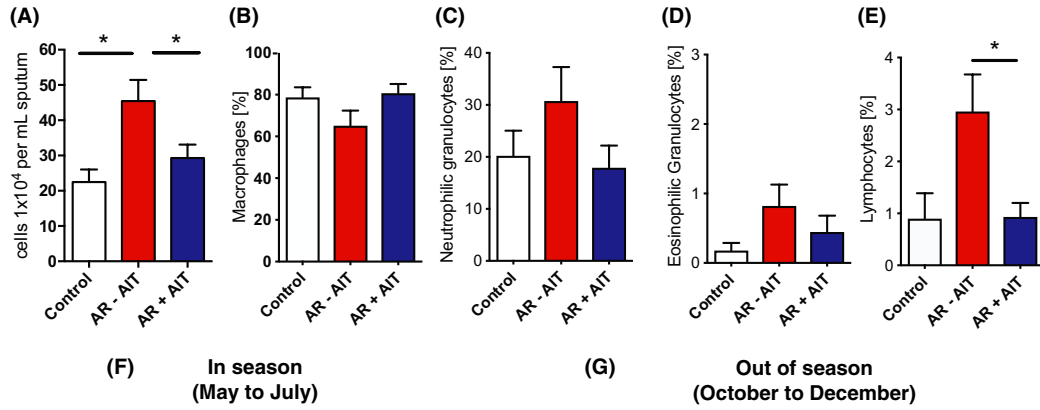 (A)
cells 1x10⁴ per mL sputum
60
50
40
30
20
10
0
* *
Control
AR - AIT
AR + AIT
(B)
Macrophages [%]
100
80
60
40
20
0
Control
AR - AIT
AR + AIT
(C)
Neutrophilic granulocytes [%]
40
30
20
10
0
Control
AR - AIT
AR + AIT
(D)
Eosinophilic Granulocytes [%]
3
2
1
0
Control
AR - AIT
AR + AIT
(E)
Lymphocytes [%]
4
3
2
1
0
*
Control
AR - AIT
AR + AIT
(F) In season
(May to July)
(G) Out of season
(October to December)